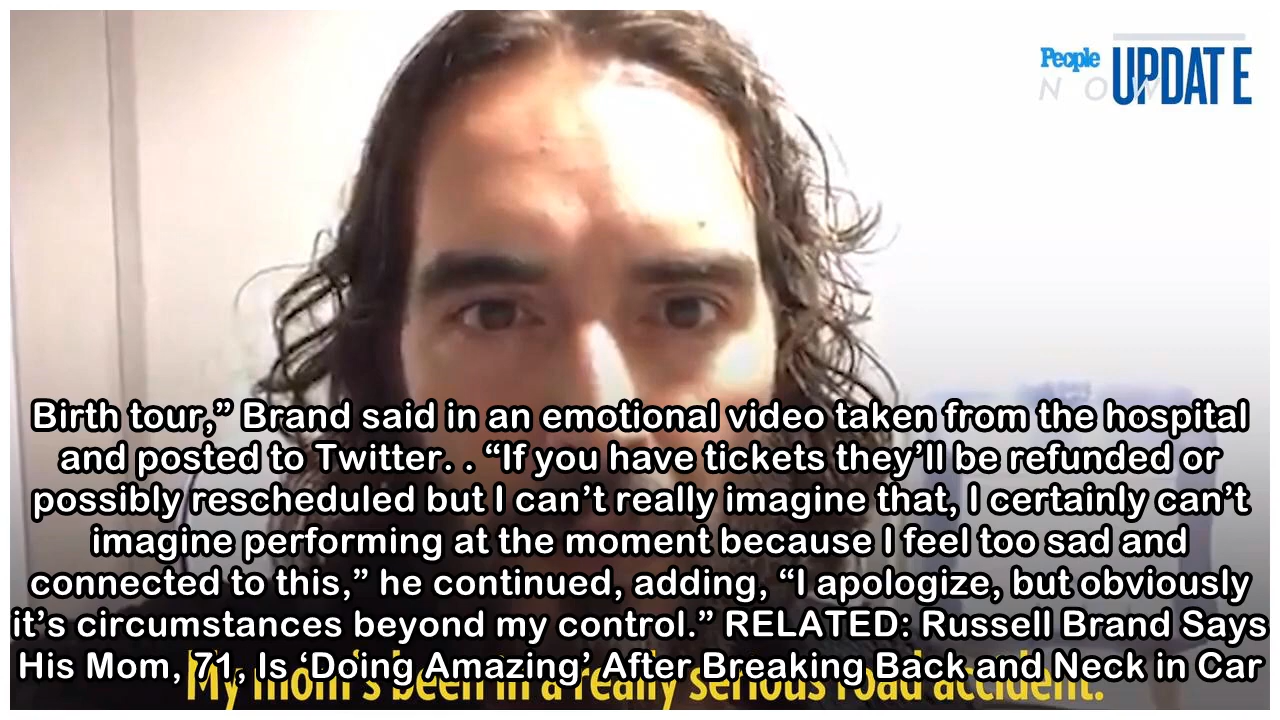 People
NOW
UPDATE
Birth tour,” Brand said in an emotional video taken from the hospital
and posted to Twitter. . “If you have tickets they’ll be refunded or
possibly rescheduled but I can’t really imagine that, I certainly can’t
imagine performing at the moment because I feel too sad and
connected to this,” he continued, adding, “I apologize, but obviously
it’s circumstances beyond my control.” RELATED: Russell Brand Says
His Mom, 71, Is ‘Doing Amazing’ After Breaking Back and Neck in Car
My mom's been in a really serious road accident.